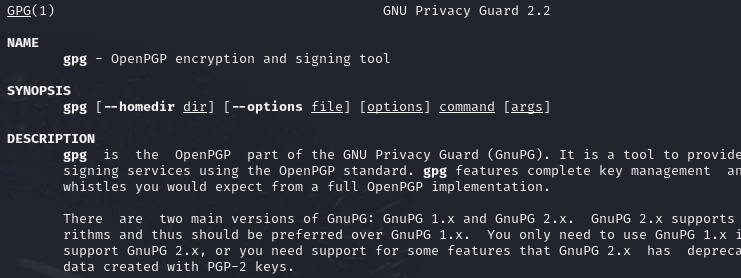 GPG(1) GNU Privacy Guard 2.2
NAME
gpg - OpenPGP encryption and signing tool
SYNOPSIS
gpg [--homedir dir] [--options file] [options] command [args]
DESCRIPTION
gpg is the OpenPGP part of the GNU Privacy Guard (GnuPG). It is a tool to provide
signing services using the OpenPGP standard. gpg features complete key management an
whistles you would expect from a full OpenPGP implementation.
There are two main versions of GnuPG: GnuPG 1.x and GnuPG 2.x. GnuPG 2.x supports
rithms and thus should be preferred over GnuPG 1.x. You only need to use GnuPG 1.x i
support GnuPG 2.x, or you need support for some features that GnuPG 2.x has depreca
data created with PGP-2 keys.